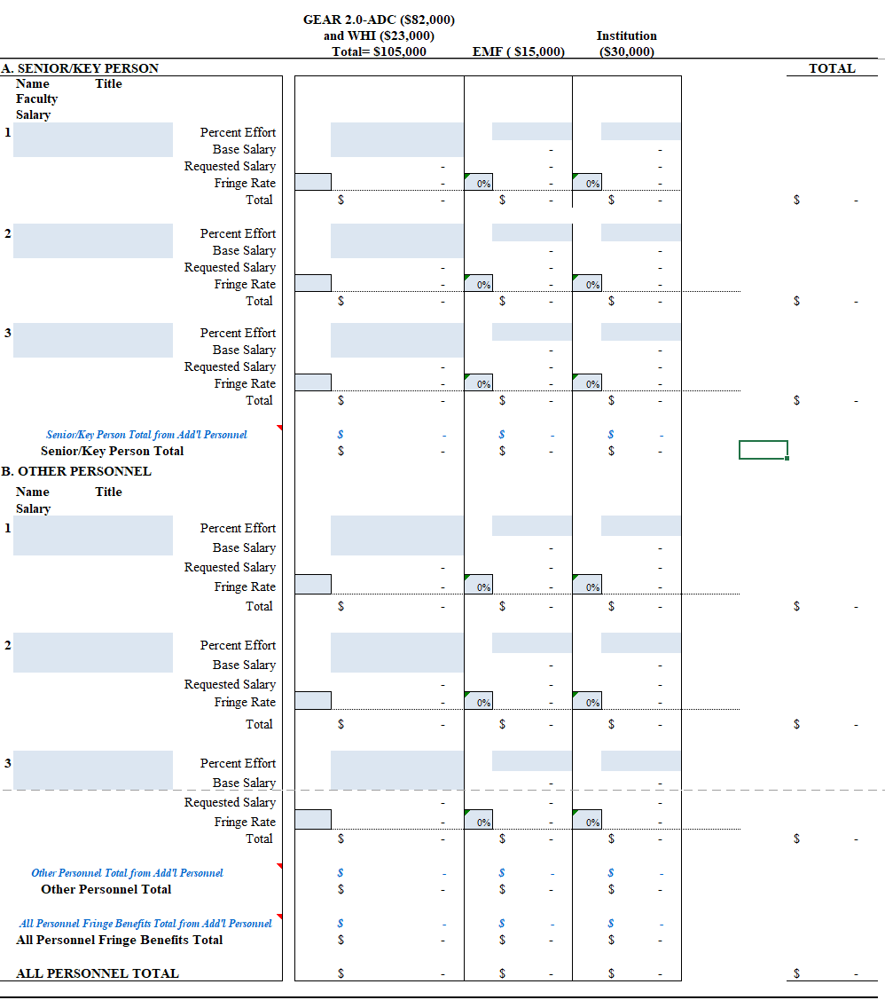 GEAR 2.0-ADC ($82,000)
and WHI ($23,000) Institution
Total= $105,000 EMF ( $15,000) ($30,000)
A. SENIOR/KEY PERSON TOTAL
Name Title
Faculty
Salary
1 Percent Effort
Base Salary - -
Requested Salary - - -
Fringe Rate - 0% - 0% -
Total $ - $ - $ - $ -
2 Percent Effort
Base Salary - -
Requested Salary - - -
Fringe Rate - 0% - 0% -
Total $ - $ - $ - $ -
3 Percent Effort
Base Salary - -
Requested Salary - - -
Fringe Rate - 0% - 0% -
Total $ - $ - $ - $ -
Senior/Key Person Total from Add'l Personnel $ - $ - $ -
Senior/Key Person Total $ - $ - $ -
B. OTHER PERSONNEL
Name Title
Salary
1 Percent Effort
Base Salary - -
Requested Salary - - -
Fringe Rate - 0% - 0% -
Total $ - $ - $ - $ -
2 Percent Effort
Base Salary - -
Requested Salary - - -
Fringe Rate - 0% - 0% -
Total $ - $ - $ - $ -
3 Percent Effort
Base Salary - -
Requested Salary - - -
Fringe Rate - 0% - 0% -
Total $ - $ - $ - $ -
Other Personnel Total from Add'l Personnel $ - $ - $ -
Other Personnel Total $ - $ - $ -
All Personnel Fringe Benefits Total from Add'l Personnel $ - $ - $ -
All Personnel Fringe Benefits Total $ - $ - $ -
ALL PERSONNEL TOTAL $ - $ - $ - $ -